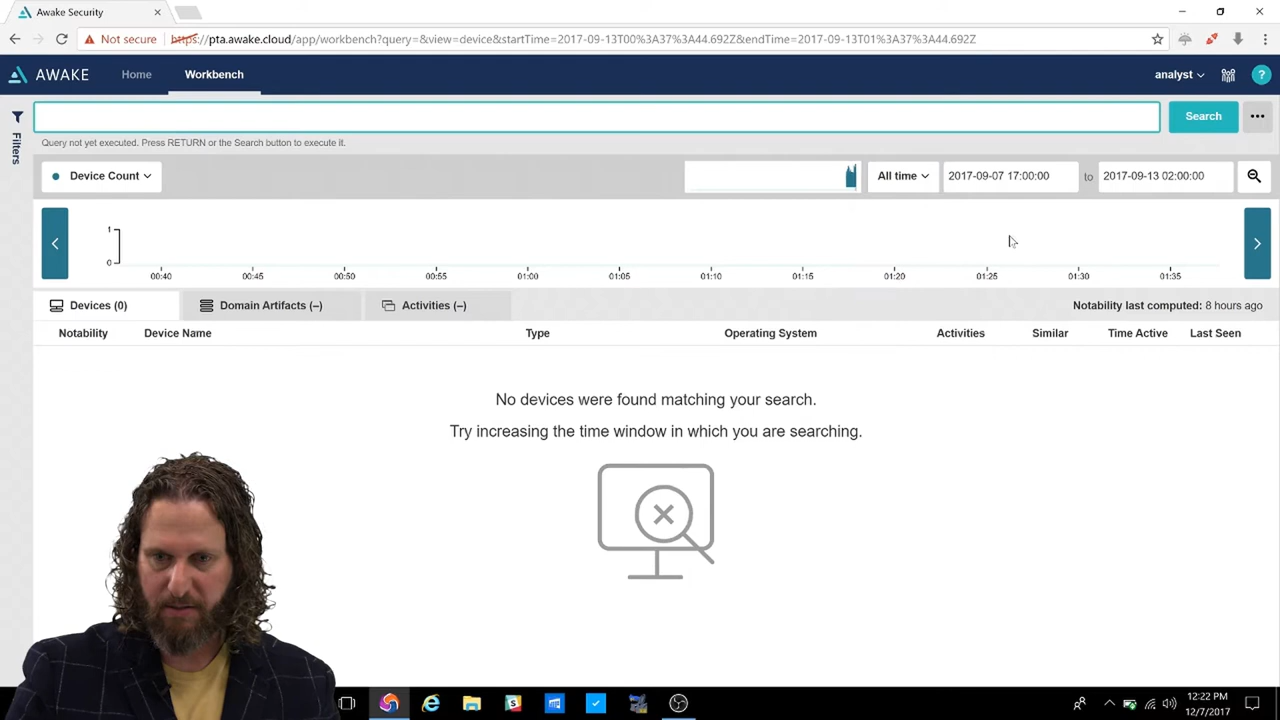 Awake Security
Not secure https://pta.awake.cloud/app/workbench?query=&view=device&startTime=2017-09-13T00%3A37%3A44.692Z&endTime=2017-09-13T01%3A37%3A44.692Z
AWAKE Home Workbench analyst ?
Search
Filters
Query not yet executed. Press RETURN or the Search button to execute it.
Device Count All time 2017-09-07 17:00:00 to 2017-09-13 02:00:00
1
0
00:40 00:45 00:50 00:55 01:00 01:05 01:10 01:15 01:20 01:25 01:30 01:35
Devices (0) Domain Artifacts (–) Activities (–) Notability last computed: 8 hours ago
Notability Device Name Type Operating System Activities Similar Time Active Last Seen
No devices were found matching your search.
Try increasing the time window in which you are searching.
12:22 PM
12/7/2017